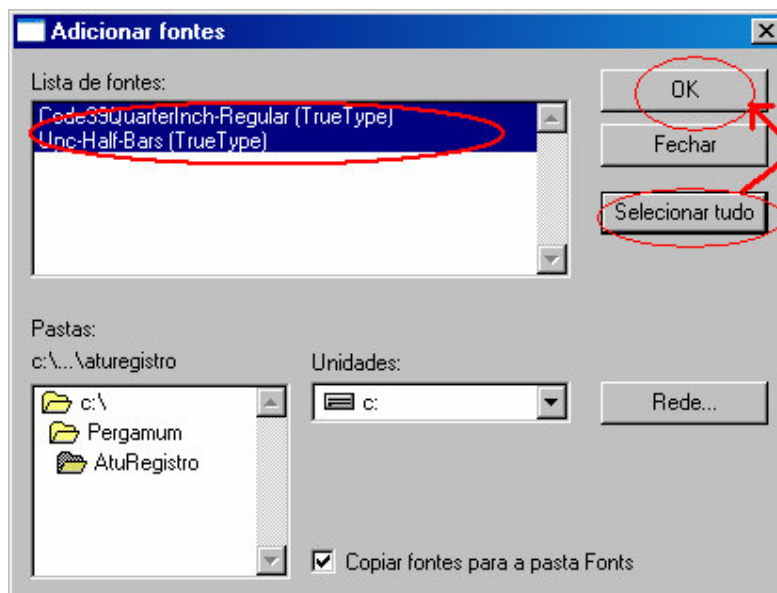 Adicionar fontes
Lista de fontes:
Code39QuarterInch-Regular (TrueType)
Upc-Half-Bars (TrueType)
OK
Fechar
Selecionar tudo
Pastas:
c:\...\aturegistro
Unidades:
c:\
Pergamum
AtuRegistro
c:
Rede...
Copiar fontes para a pasta Fonts